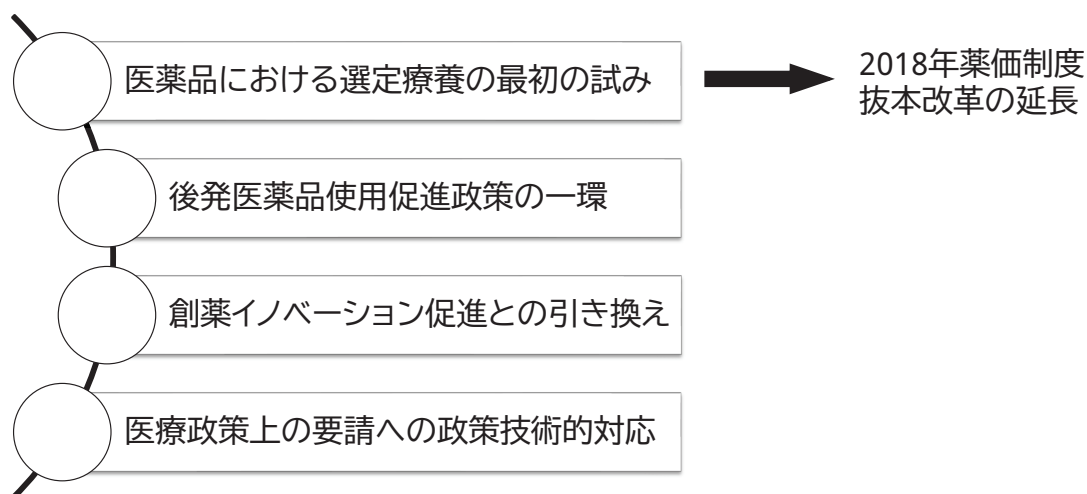 医薬品における選定療養の最初の試み
2018年薬価制度
抜本改革の延長
後発医薬品使用促進政策の一環
創薬イノベーション促進との引き換え
医療政策上の要請への政策技術的対応